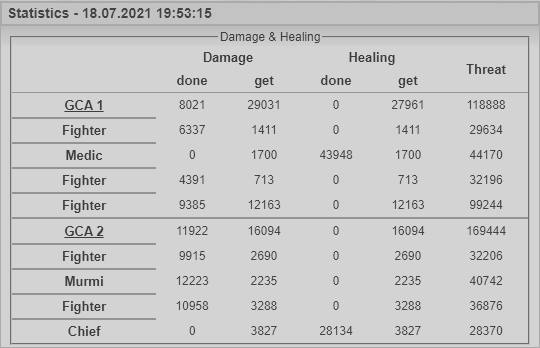 Statistics - 18.07.2021 19:53:15
Damage & Healing
Damage Healing Threat
done get done get
GCA 1 8021 29031 0 27961 118888
Fighter 6337 1411 0 1411 29634
Medic 0 1700 43948 1700 44170
Fighter 4391 713 0 713 32196
Fighter 9385 12163 0 12163 99244
GCA 2 11922 16094 0 16094 169444
Fighter 9915 2690 0 2690 32206
Murmi 12223 2235 0 2235 40742
Fighter 10958 3288 0 3288 36876
Chief 0 3827 28134 3827 28370